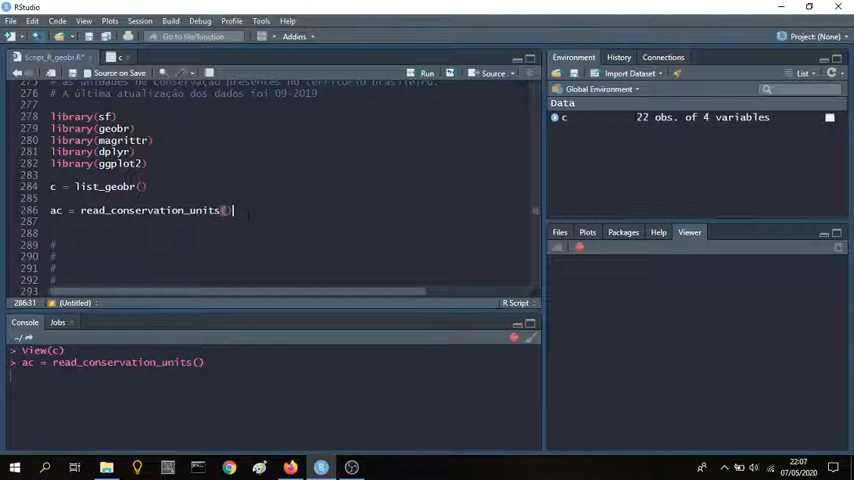 RStudio
File Edit Code View Plots Session Build Debug Profile Tools Help
Go to file/function
Addins
Project: (None)
Script_R_geobr.R*
c
Source on Save
Run
Source
275 # as unidades de conservação presentes no território brasileiro.
276 # A última atualização dos dados foi 09-2019
277
278 library(sf)
279 library(geobr)
280 library(magrittr)
281 library(dplyr)
282 library(ggplot2)
283
284 c = list_geobr()
285
286 ac = read_conservation_units()
287
288
289 #
290 #
291 #
292 #
293
286:31 (Untitled)
R Script
Console Jobs
~/
> View(c)
> ac = read_conservation_units()
Environment History Connections
Import Dataset
List
Global Environment
Data
c 22 obs. of 4 variables
Files Plots Packages Help Viewer
22:07
07/05/2020